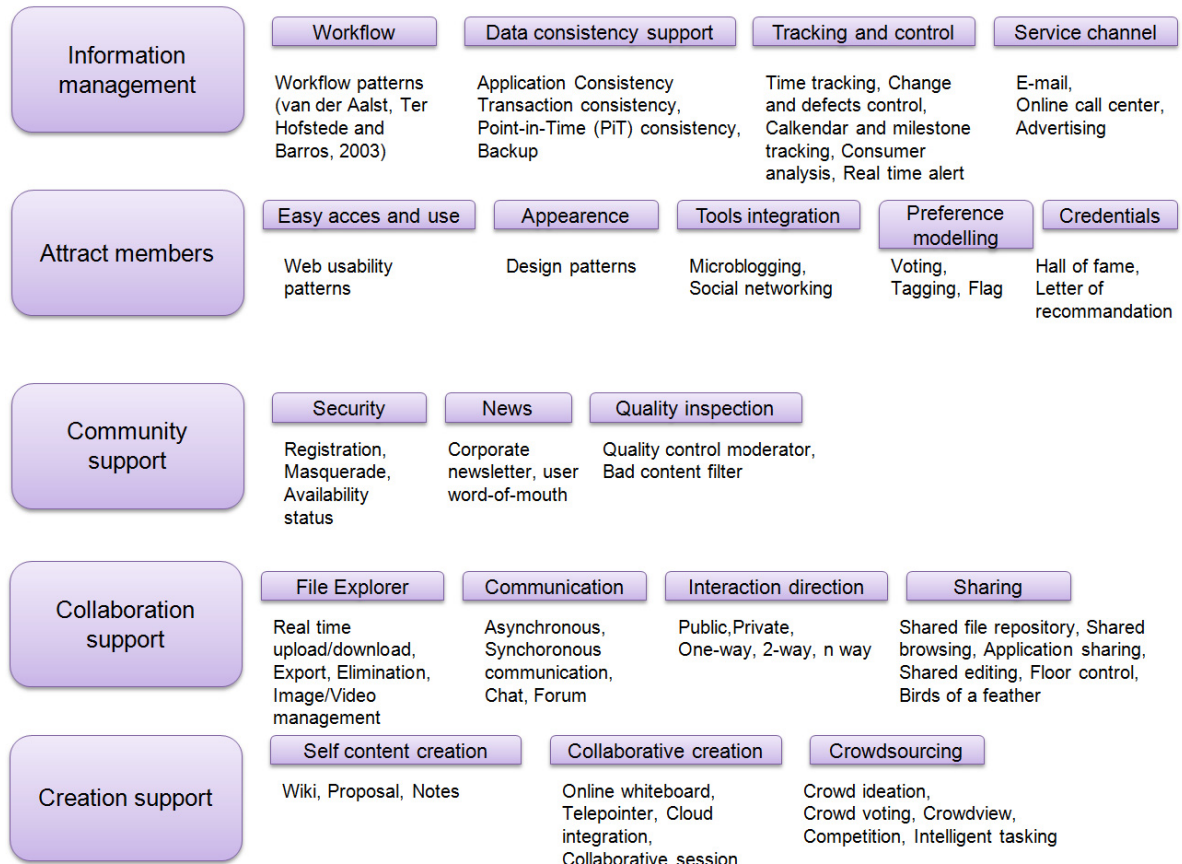 Information
management
Workflow
Workflow patterns
(van der Aalst, Ter
Hofstede and
Barros, 2003)
Data consistency support
Application Consistency
Transaction consistency,
Point-in-Time (PiT) consistency,
Backup
Tracking and control
Time tracking, Change
and defects control,
Calkendar and milestone
tracking, Consumer
analysis, Real time alert
Service channel
E-mail,
Online call center,
Advertising
Attract members
Easy acces and use
Web usability
patterns
Appearence
Design patterns
Tools integration
Microblogging,
Social networking
Preference
modelling
Voting,
Tagging, Flag
Credentials
Hall of fame,
Letter of
recommandation
Community
support
Security
Registration,
Masquerade,
Availability
status
News
Corporate
newsletter, user
word-of-mouth
Quality inspection
Quality control moderator,
Bad content filter
Collaboration
support
File Explorer
Real time
upload/download,
Export, Elimination,
Image/Video
management
Communication
Asynchronous,
Synchoronous
communication,
Chat, Forum
Interaction direction
Public,Private,
One-way, 2-way, n way
Sharing
Shared file repository, Shared
browsing, Application sharing,
Shared editing, Floor control,
Birds of a feather
Creation support
Self content creation
Wiki, Proposal, Notes
Collaborative creation
Online whiteboard,
Telepointer, Cloud
integration,
Collaborative session
Crowdsourcing
Crowd ideation,
Crowd voting, Crowdview,
Competition, Intelligent tasking